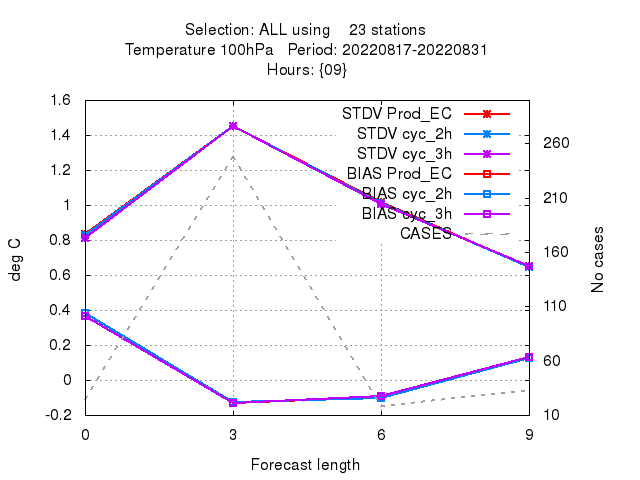 Selection: ALL using 23 stations
Temperature 100hPa Period: 20220817-20220831
Hours: {09}
STDV Prod_EC
STDV cyc_2h
STDV cyc_3h
BIAS Prod_EC
BIAS cyc_2h
BIAS cyc_3h
CASES
deg C
1.6
1.4
1.2
1
0.8
0.6
0.4
0.2
0
-0.2
260
210
160
110
60
10
No cases
0 3 6 9
Forecast length